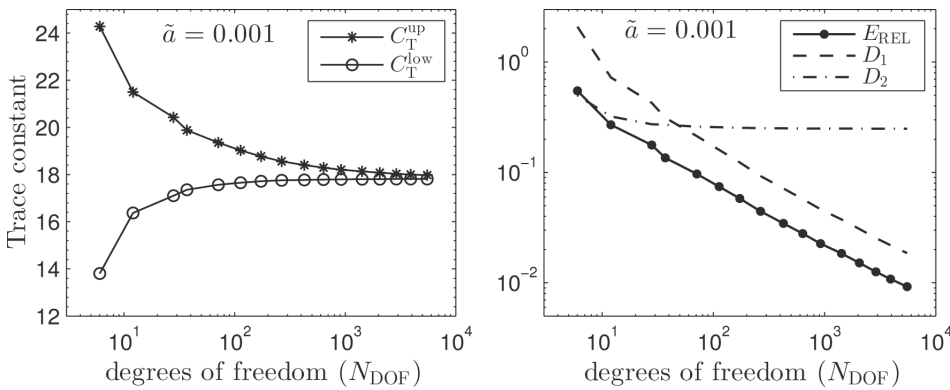 24
22
20
18
16
14
12
Trace constant
ã = 0.001
C_T^up
C_T^low
10^1
10^2
10^3
10^4
degrees of freedom (N_DOF)
10^0
10^−1
10^−2
ã = 0.001
E_REL
D_1
D_2
10^1
10^2
10^3
10^4
degrees of freedom (N_DOF)